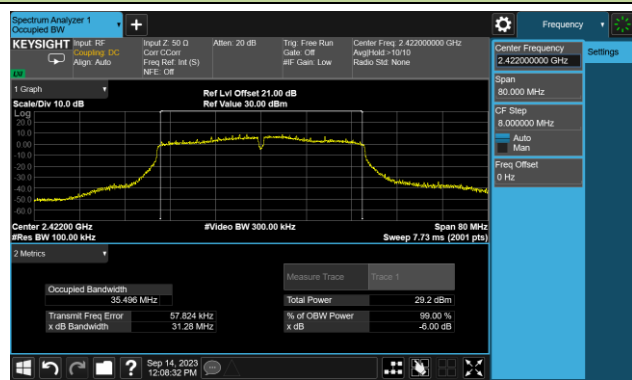 Spectrum Analyzer 1
Occupied BW
Frequency
KEYSIGHT
Input: RF
Coupling: DC
Align: Auto
Input Z: 50 Ω
Corr CCorr
Freq Ref: Int (S)
NFE: Off
Atten: 20 dB
Trig: Free Run
Gate: Off
#IF Gain: Low
Center Freq: 2.422000000 GHz
Avg|Hold:>10/10
Radio Std: None
LXI
Center Frequency
2.422000000 GHz
Settings
Span
80.000 MHz
CF Step
8.000000 MHz
Auto
Man
Freq Offset
0 Hz
1 Graph
Scale/Div 10.0 dB
Ref Lvl Offset 21.00 dB
Ref Value 30.00 dBm
Log
20.0
10.0
0.00
-10.0
-20.0
-30.0
-40.0
-50.0
-60.0
Center 2.42200 GHz
#Video BW 300.00 kHz
Span 80 MHz
#Res BW 100.00 kHz
Sweep 7.73 ms (2001 pts)
2 Metrics
Measure Trace
Trace 1
Occupied Bandwidth
35.496 MHz
Total Power
29.2 dBm
Transmit Freq Error
57.824 kHz
% of OBW Power
99.00 %
x dB Bandwidth
31.28 MHz
x dB
-6.00 dB
Sep 14, 2023
12:08:32 PM